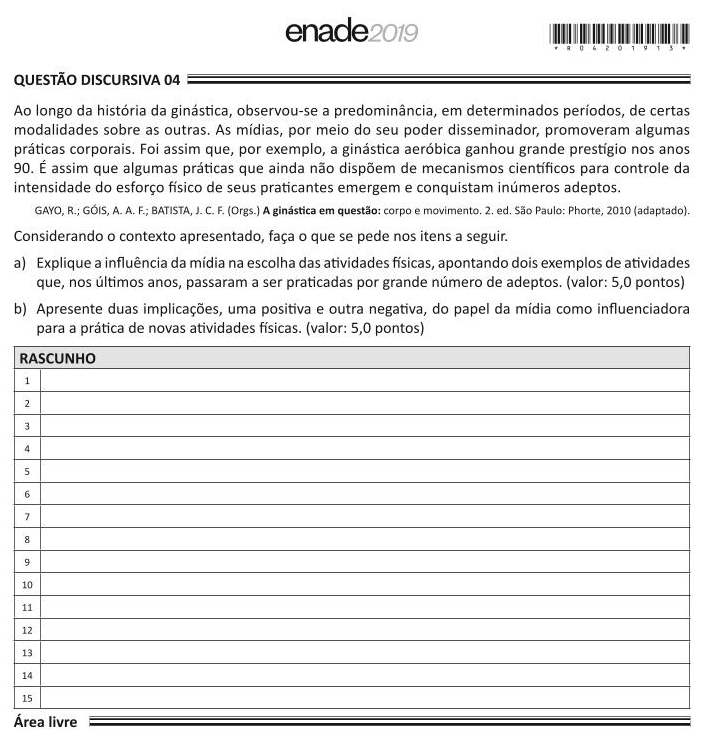 enade2019
*R0420191 3*
QUESTÃO DISCURSIVA 04
Ao longo da história da ginástica, observou-se a predominância, em determinados períodos, de certas
modalidades sobre as outras. As mídias, por meio do seu poder disseminador, promoveram algumas
práticas corporais. Foi assim que, por exemplo, a ginástica aeróbica ganhou grande prestígio nos anos
90. É assim que algumas práticas que ainda não dispõem de mecanismos científicos para controle da
intensidade do esforço físico de seus praticantes emergem e conquistam inúmeros adeptos.
GAYO, R.; GÓIS, A. A. F.; BATISTA, J. C. F. (Orgs.) A ginástica em questão: corpo e movimento. 2. ed. São Paulo: Phorte, 2010 (adaptado).
Considerando o contexto apresentado, faça o que se pede nos itens a seguir.
a) Explique a influência da mídia na escolha das atividades físicas, apontando dois exemplos de atividades
que, nos últimos anos, passaram a ser praticadas por grande número de adeptos. (valor: 5,0 pontos)
b) Apresente duas implicações, uma positiva e outra negativa, do papel da mídia como influenciadora
para a prática de novas atividades físicas. (valor: 5,0 pontos)
RASCUNHO
1
2
3
4
5
6
7
8
9
10
11
12
13
14
15
Área livre